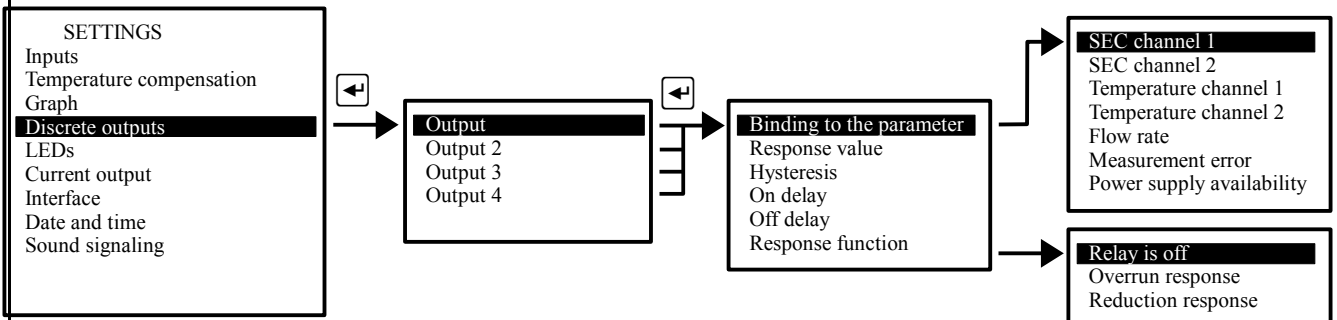 SETTINGS
Inputs
Temperature compensation
Graph
Discrete outputs
LEDs
Current output
Interface
Date and time
Sound signaling
Output
Output 2
Output 3
Output 4
Binding to the parameter
Response value
Hysteresis
On delay
Off delay
Response function
SEC channel 1
SEC channel 2
Temperature channel 1
Temperature channel 2
Flow rate
Measurement error
Power supply availability
Relay is off
Overrun response
Reduction response